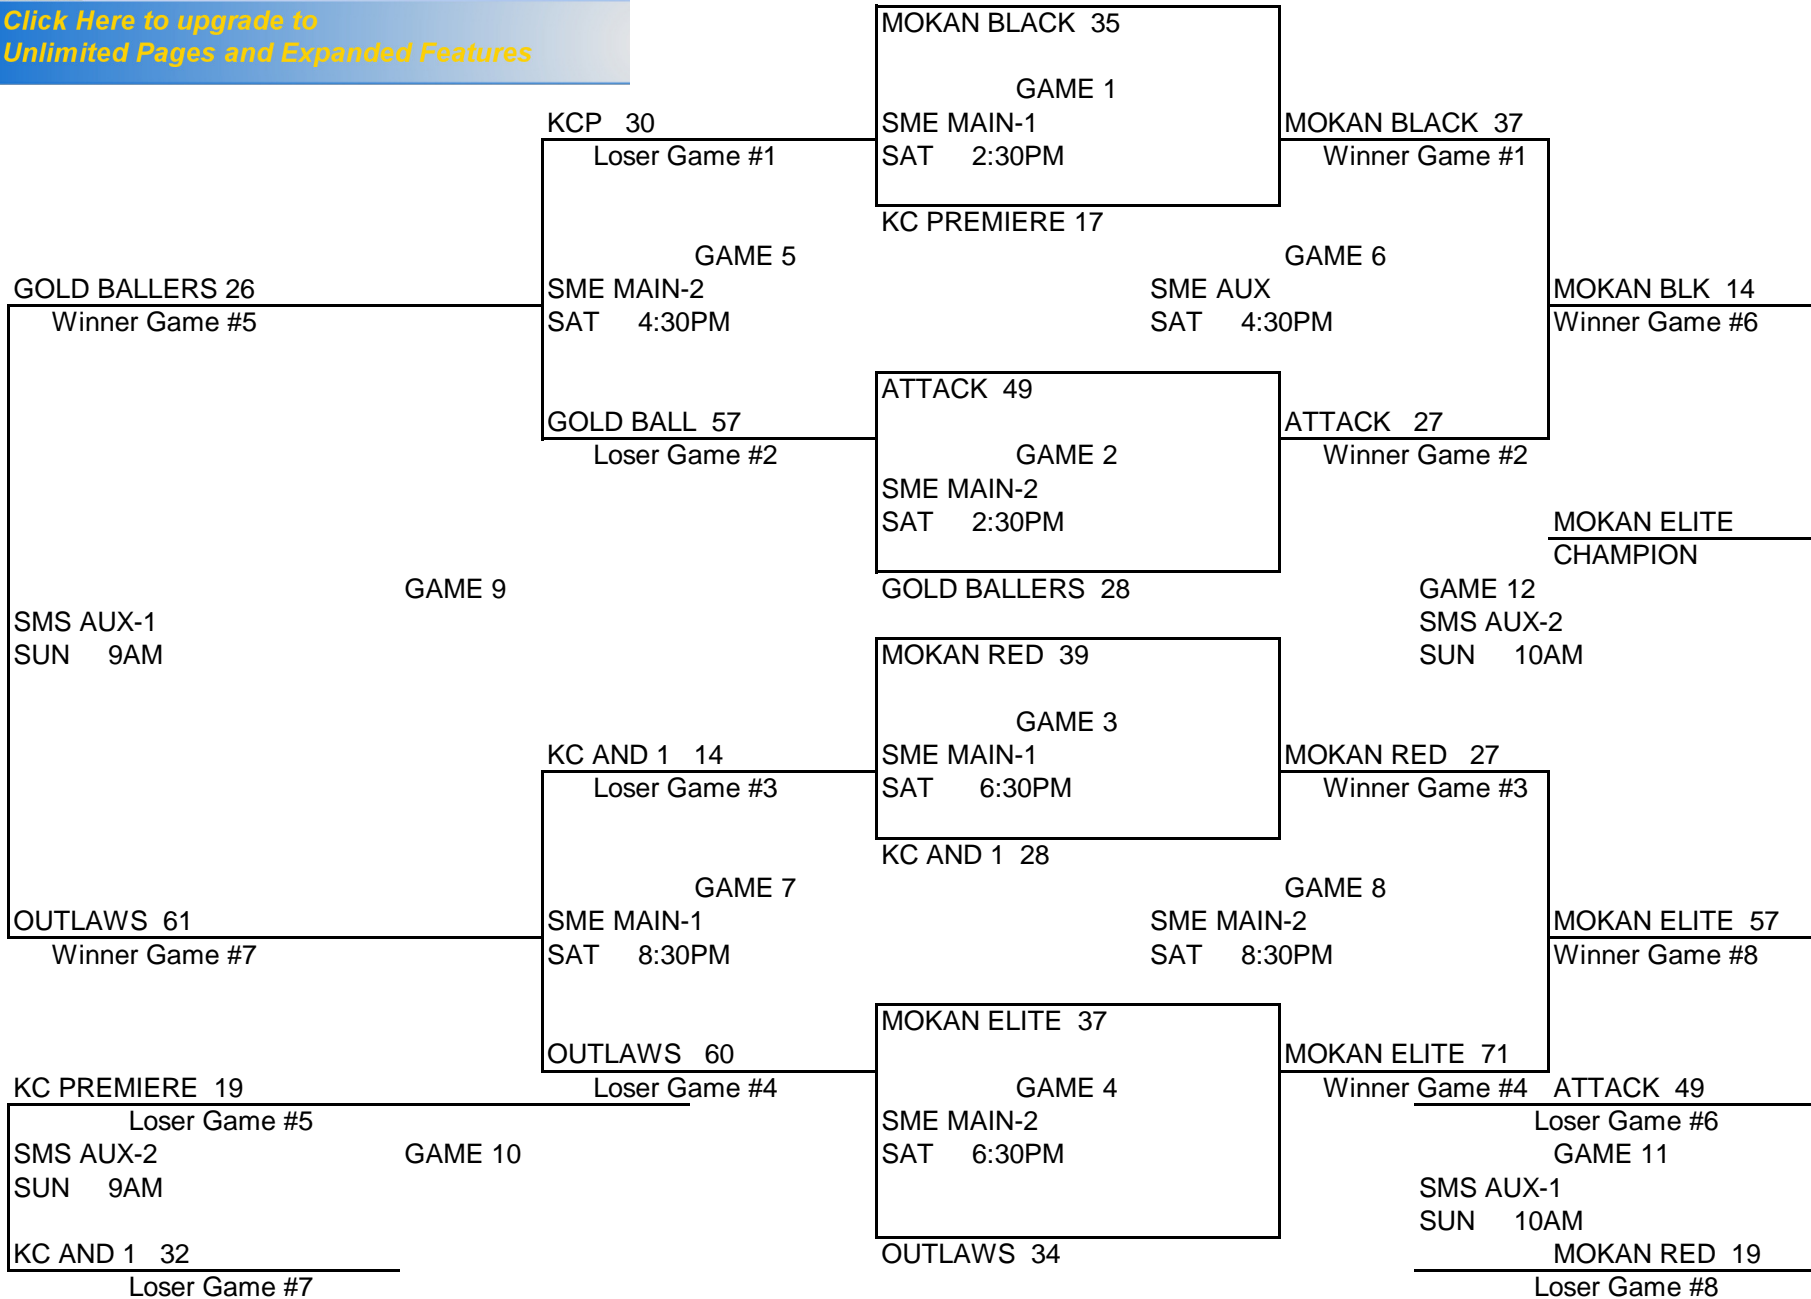 Click Here to upgrade to
Unlimited Pages and Expanded Features
MOKAN BLACK 35
GAME 1
KCP 30
SME MAIN-1
MOKAN BLACK 37
Loser Game #1
SAT 2:30PM
Winner Game #1
KC PREMIERE 17
GAME 5
GAME 6
GOLD BALLERS 26
SME MAIN-2
SME AUX
MOKAN BLK 14
Winner Game #5
SAT 4:30PM
SAT 4:30PM
Winner Game #6
ATTACK 49
GOLD BALL 57
ATTACK 27
Loser Game #2
GAME 2
Winner Game #2
SME MAIN-2
SAT 2:30PM
MOKAN ELITE
CHAMPION
GAME 9
GOLD BALLERS 28
GAME 12
SMS AUX-1
SMS AUX-2
SUN 9AM
MOKAN RED 39
SUN 10AM
GAME 3
KC AND 1 14
SME MAIN-1
MOKAN RED 27
Loser Game #3
SAT 6:30PM
Winner Game #3
KC AND 1 28
GAME 7
GAME 8
OUTLAWS 61
SME MAIN-1
SME MAIN-2
MOKAN ELITE 57
Winner Game #7
SAT 8:30PM
SAT 8:30PM
Winner Game #8
MOKAN ELITE 37
OUTLAWS 60
MOKAN ELITE 71
KC PREMIERE 19
Loser Game #4
GAME 4
Winner Game #4
ATTACK 49
Loser Game #5
SME MAIN-2
Loser Game #6
SMS AUX-2
GAME 10
SAT 6:30PM
GAME 11
SUN 9AM
SMS AUX-1
SUN 10AM
KC AND 1 32
OUTLAWS 34
MOKAN RED 19
Loser Game #7
Loser Game #8